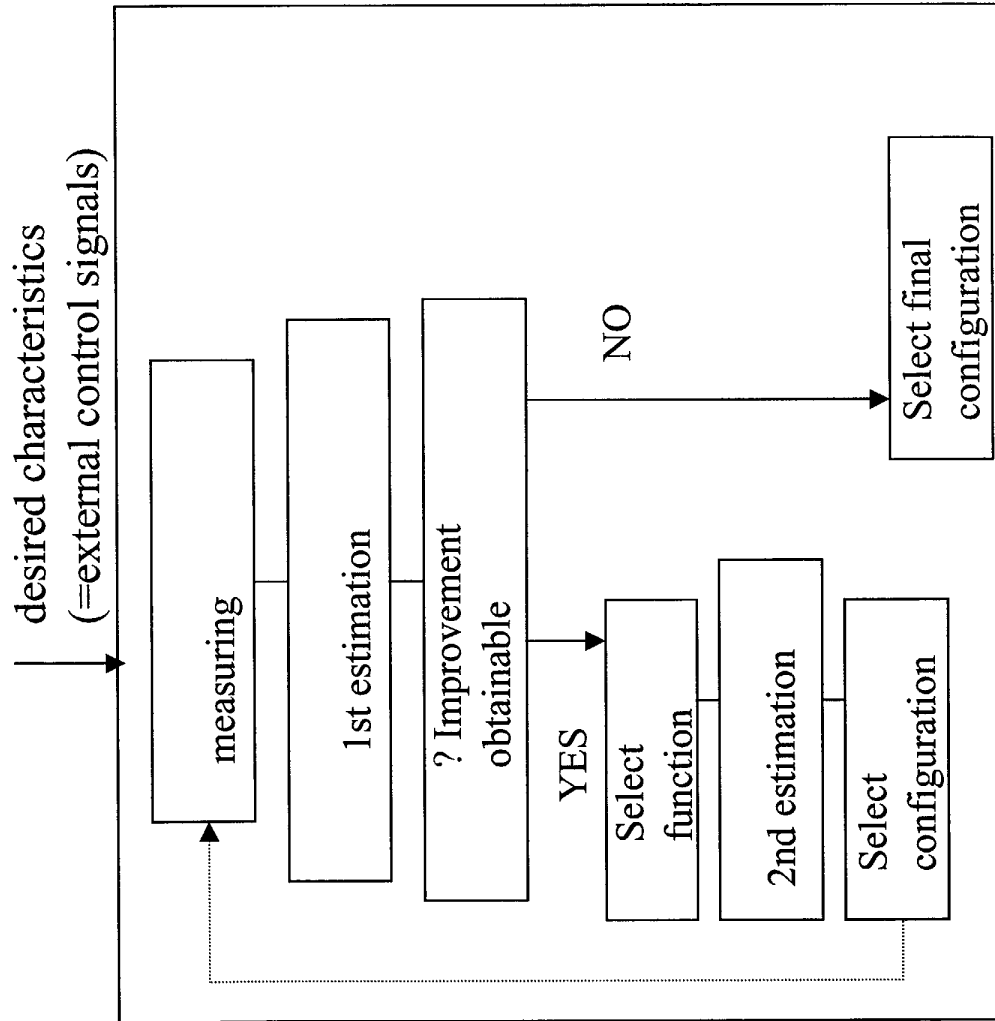 desired characteristics
(=external control signals)
measuring
1st estimation
? Improvement
obtainable
YES
NO
Select
function
2nd estimation
Select
configuration
Select final
configuration